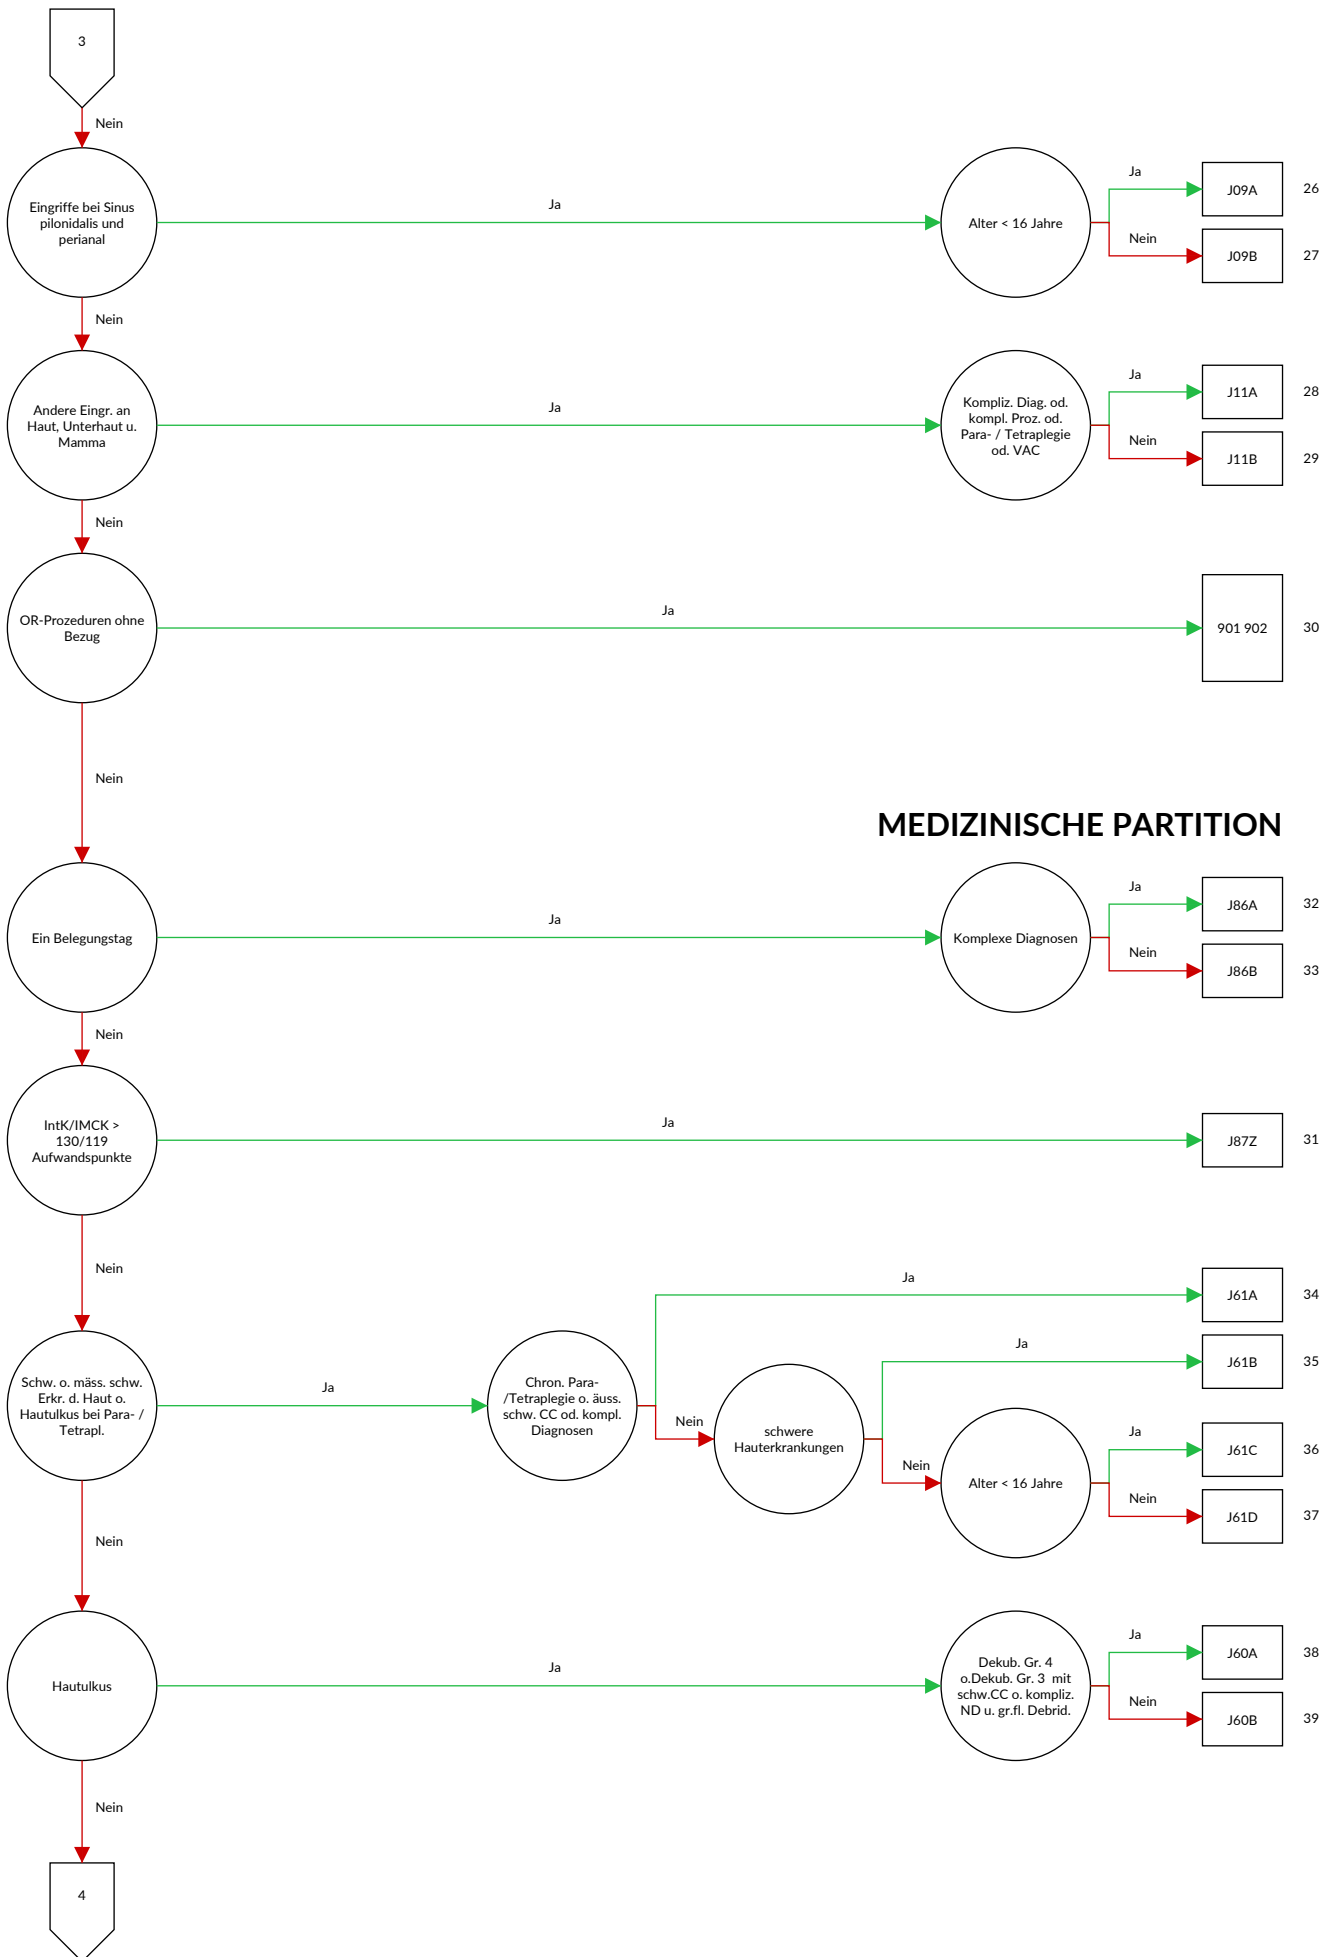 3
Nein
Eingriffe bei Sinus
pilonidalis und
perianal
Ja
Alter < 16 Jahre
Ja
J09A
26
Nein
J09B
27
Nein
Andere Eingr. an
Haut, Unterhaut u.
Mamma
Ja
Kompliz. Diag. od.
kompl. Proz. od.
Para- / Tetraplegie
od. VAC
Ja
J11A
28
Nein
J11B
29
Nein
OR-Prozeduren ohne
Bezug
Ja
901 902
30
Nein
MEDIZINISCHE PARTITION
Ein Belegungstag
Ja
Komplexe Diagnosen
Ja
J86A
32
Nein
J86B
33
Nein
IntK/IMCK >
130/119
Aufwandspunkte
Ja
J87Z
31
Nein
Schw. o. mäss. schw.
Erkr. d. Haut o.
Hautulkus bei Para- /
Tetrapl.
Ja
Chron. Para-
/Tetraplegie o. äuss.
schw. CC od. kompl.
Diagnosen
Ja
J61A
34
Nein
schwere
Hauterkrankungen
Ja
J61B
35
Nein
Alter < 16 Jahre
Ja
J61C
36
Nein
J61D
37
Nein
Hautulkus
Ja
Dekub. Gr. 4
o.Dekub. Gr. 3 mit
schw.CC o. kompliz.
ND u. gr.fl. Debrid.
Ja
J60A
38
Nein
J60B
39
Nein
4